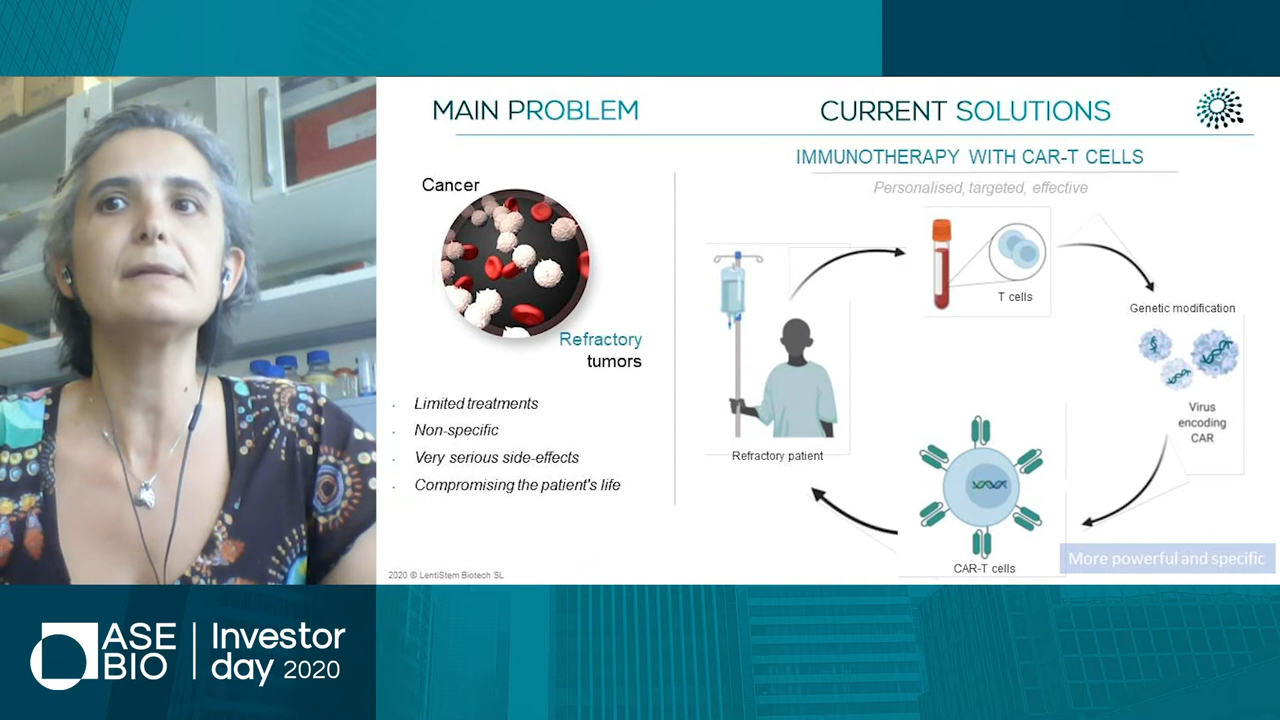 MAIN PROBLEM
CURRENT SOLUTIONS
IMMUNOTHERAPY WITH CAR-T CELLS
Personalised, targeted, effective
Cancer
Refractory
tumors
Limited treatments
Non-specific
Very serious side-effects
Compromising the patient's life
T cells
Genetic modification
Virus
encoding
CAR
Refractory patient
CAR-T cells
More powerful and specific
2020 © LentiStem Biotech SL
ASE
BIO
Investor
day 2020